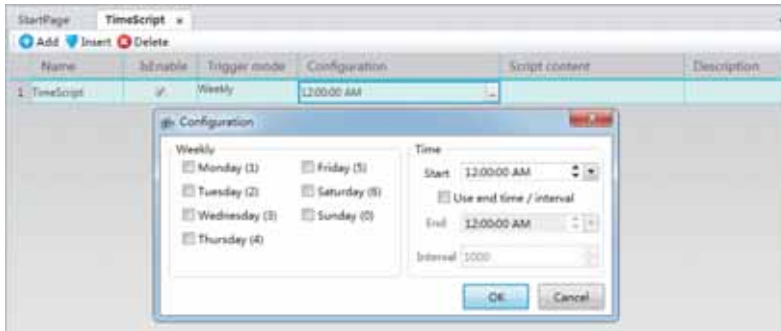 StartPage TimeScript ×
Add Insert Delete
Name IsEnable Trigger mode Configuration Script content Description
1 TimeScript Weekly 12:00:00 AM ...
Configuration
Weekly Time
Monday (1) Friday (5) Start 12:00:00 AM
Tuesday (2) Saturday (6) Use end time / interval
Wednesday (3) Sunday (0) End 12:00:00 AM
Thursday (4) Interval 1000
OK Cancel